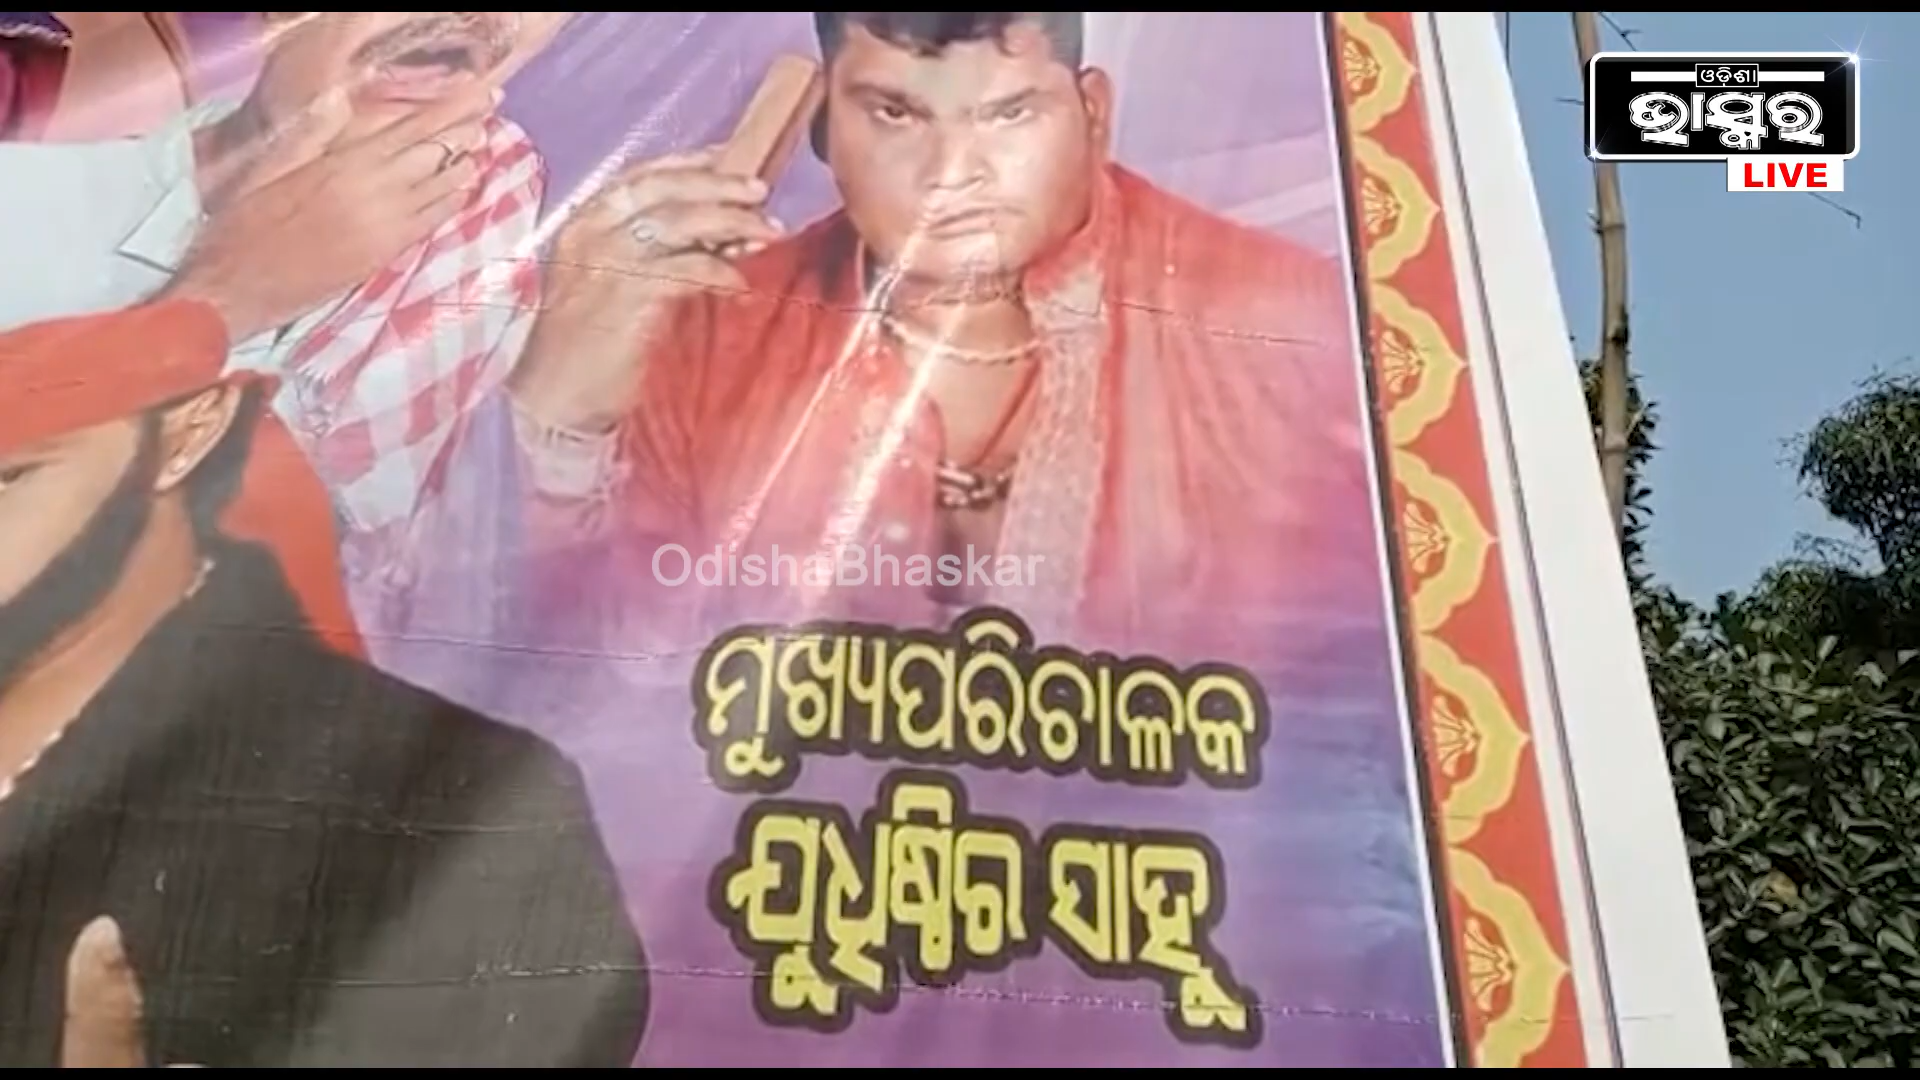 ଓଡ଼ିଶା
ଭାସ୍କର
LIVE
OdishaBhaskar
ମୁଖ୍ୟପରିଚାଳକ
ଯୁଧିଷ୍ଠିର ସାହୁ